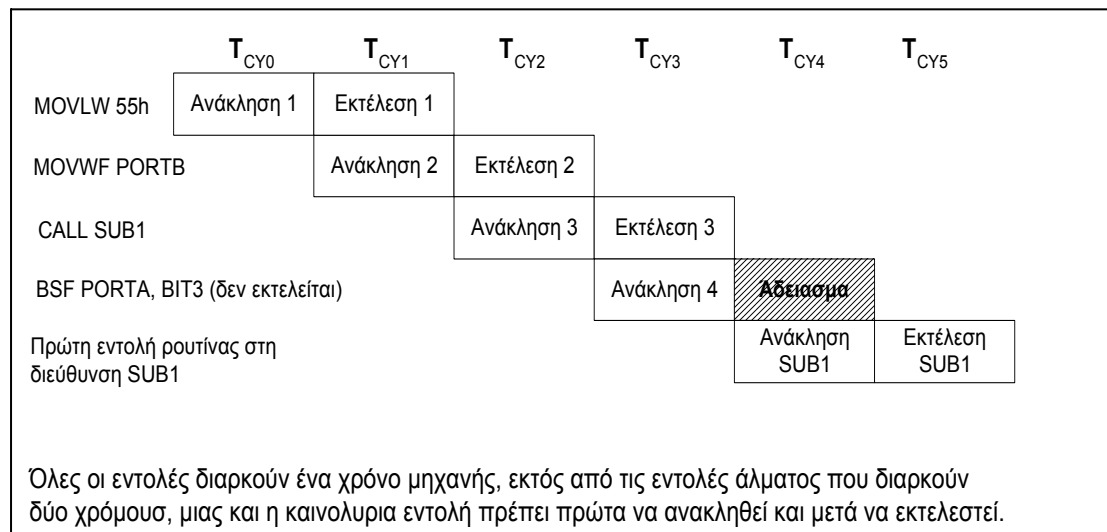 T CY0 T CY1 T CY2 T CY3 T CY4 T CY5
MOVLW 55h Ανάκληση 1 Εκτέλεση 1
MOVWF PORTB Ανάκληση 2 Εκτέλεση 2
CALL SUB1 Ανάκληση 3 Εκτέλεση 3
BSF PORTA, BIT3 (δεν εκτελείται) Ανάκληση 4 Άδειασμα
Πρώτη εντολή ρουτίνας στη
διεύθυνση SUB1
Ανάκληση
SUB1
Εκτέλεση
SUB1
Όλες οι εντολές διαρκούν ένα χρόνο μηχανής, εκτός από τις εντολές άλματος που διαρκούν
δύο χρόμουσ, μιας και η καινολυρια εντολή πρέπει πρώτα να ανακληθεί και μετά να εκτελεστεί.